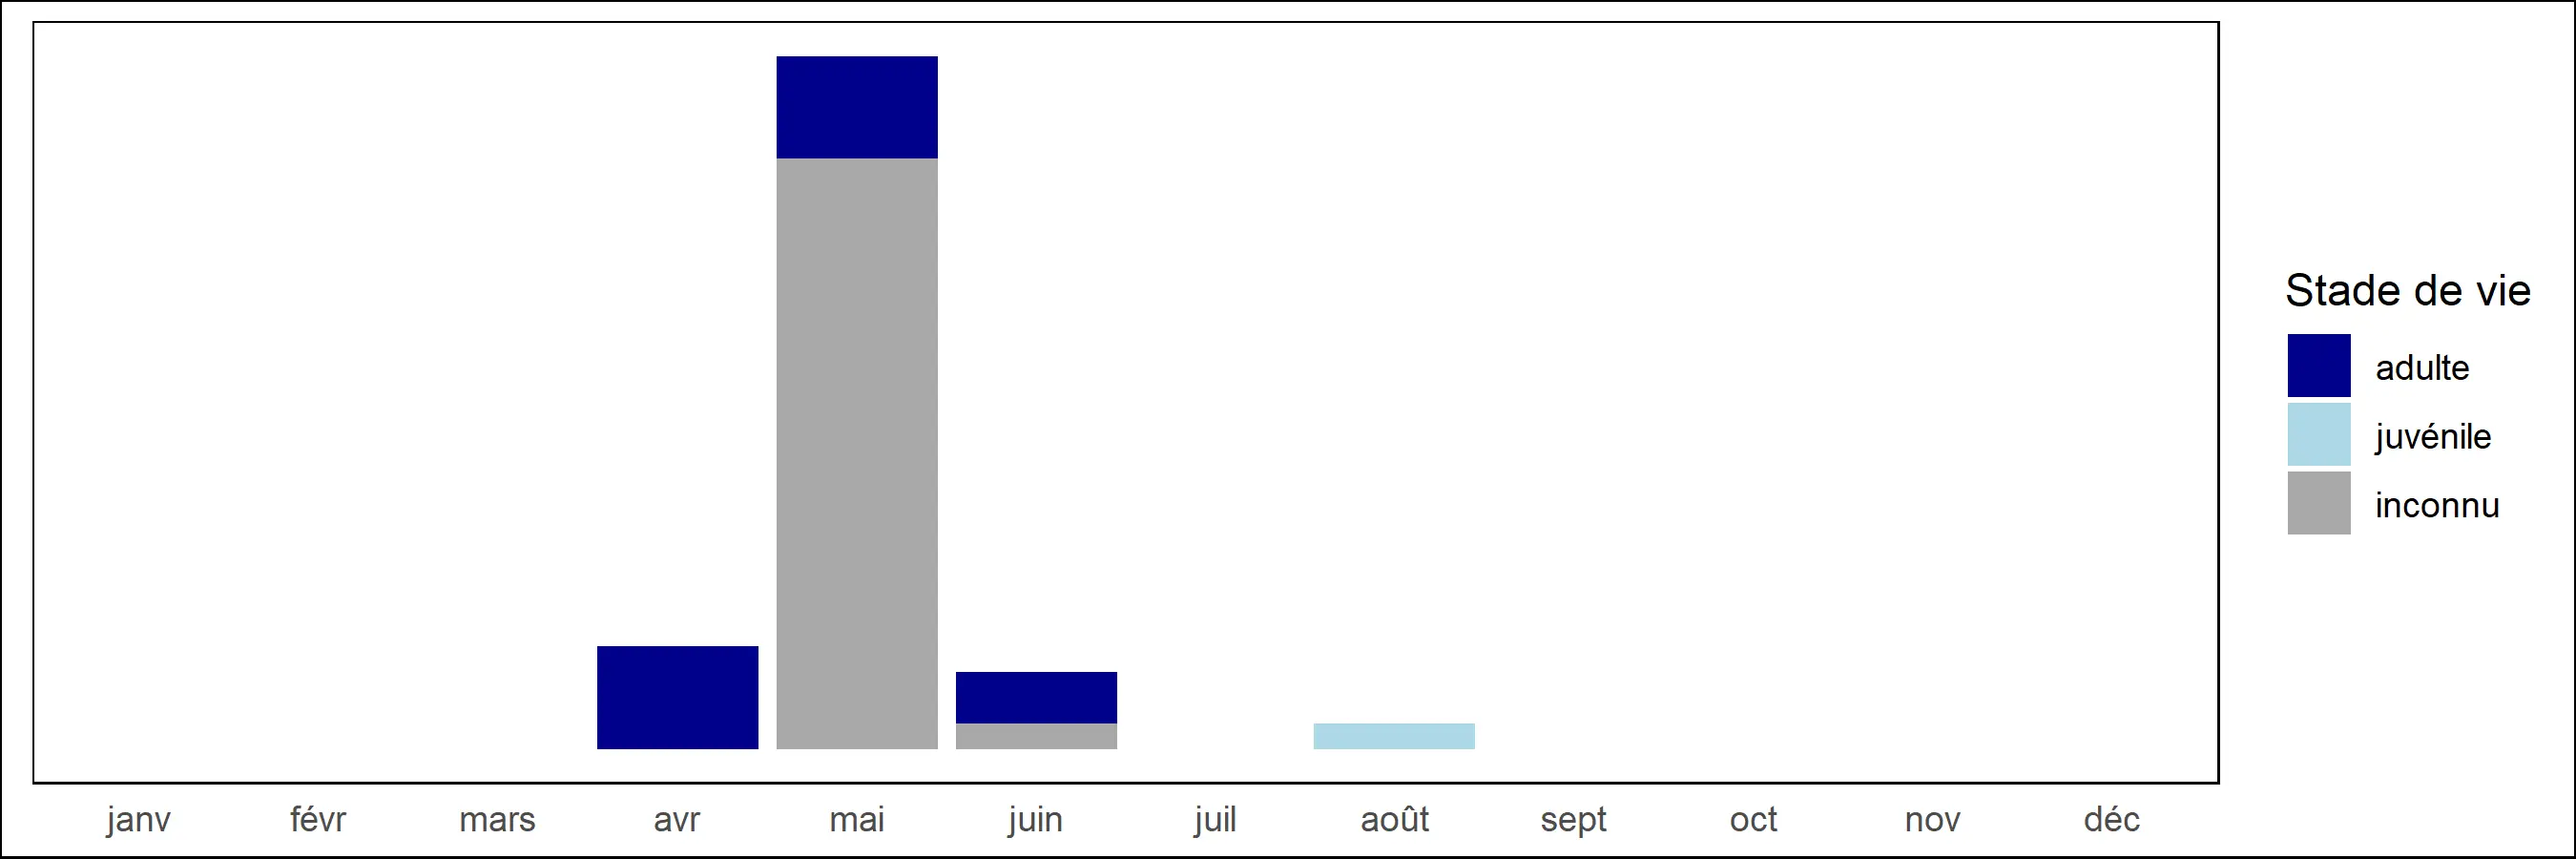 Stade de vie
adulte
juvénile
inconnu
janv févr mars avr mai juin juil août sept oct nov déc